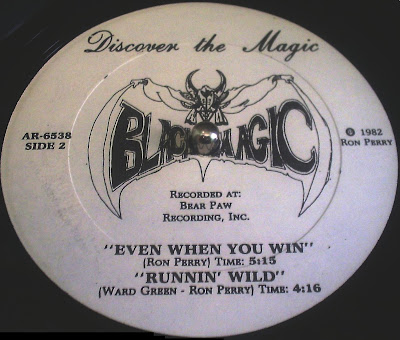 Discover the Magic
BLACK MAGIC
AR-6538
SIDE 2
℗ 1982
RON PERRY
RECORDED AT:
BEAR PAW
RECORDING, INC.
"EVEN WHEN YOU WIN"
(RON PERRY) TIME: 5:15
"RUNNIN' WILD"
(WARD GREEN - RON PERRY) TIME: 4:16